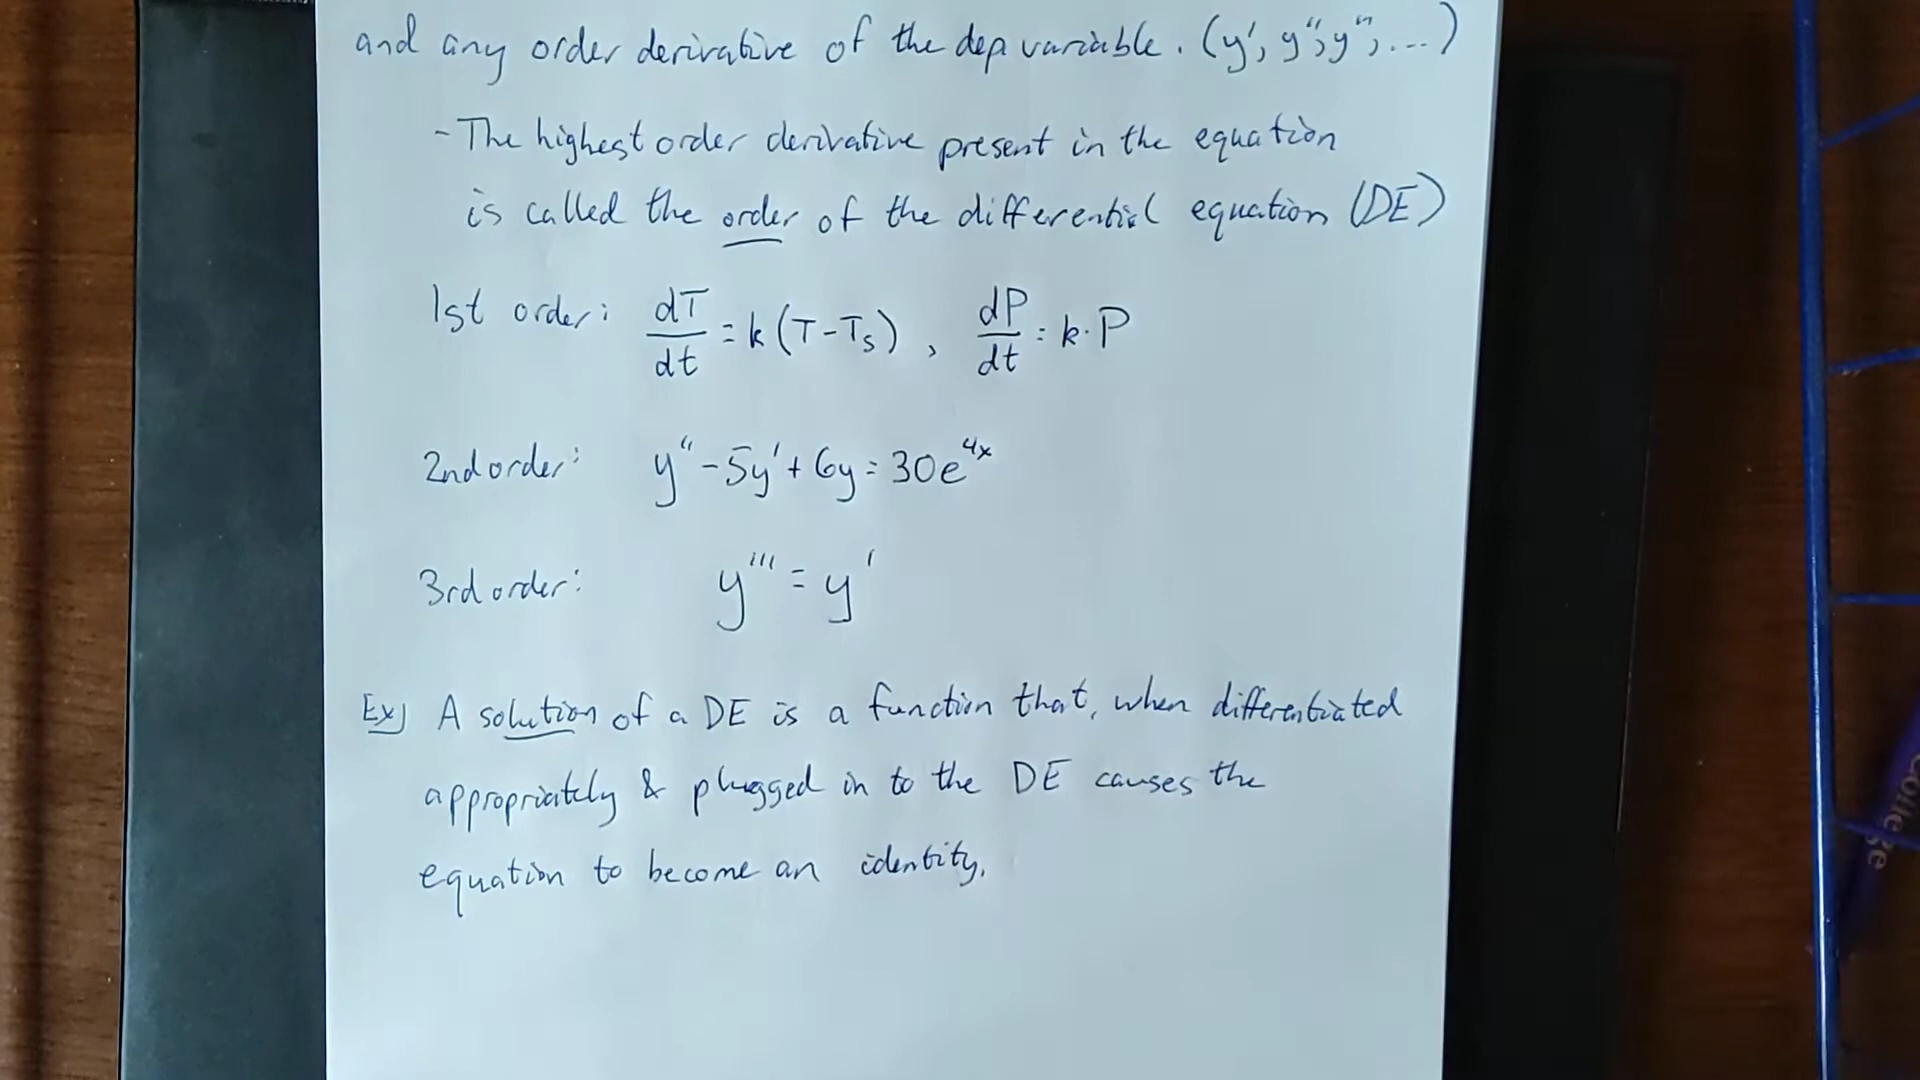 and any order derivative of the dep variable. (y', y'', y''', ...)
- The highest order derivative present in the equation
is called the order of the differential equation (DE)
1st order: dT/dt = k(T-Ts), dP/dt = k·P
2nd order: y'' - 5y' + 6y = 30e^4x
3rd order: y''' = y'
Ex) A solution of a DE is a function that, when differentiated
appropriately & plugged in to the DE causes the
equation to become an identity.
College